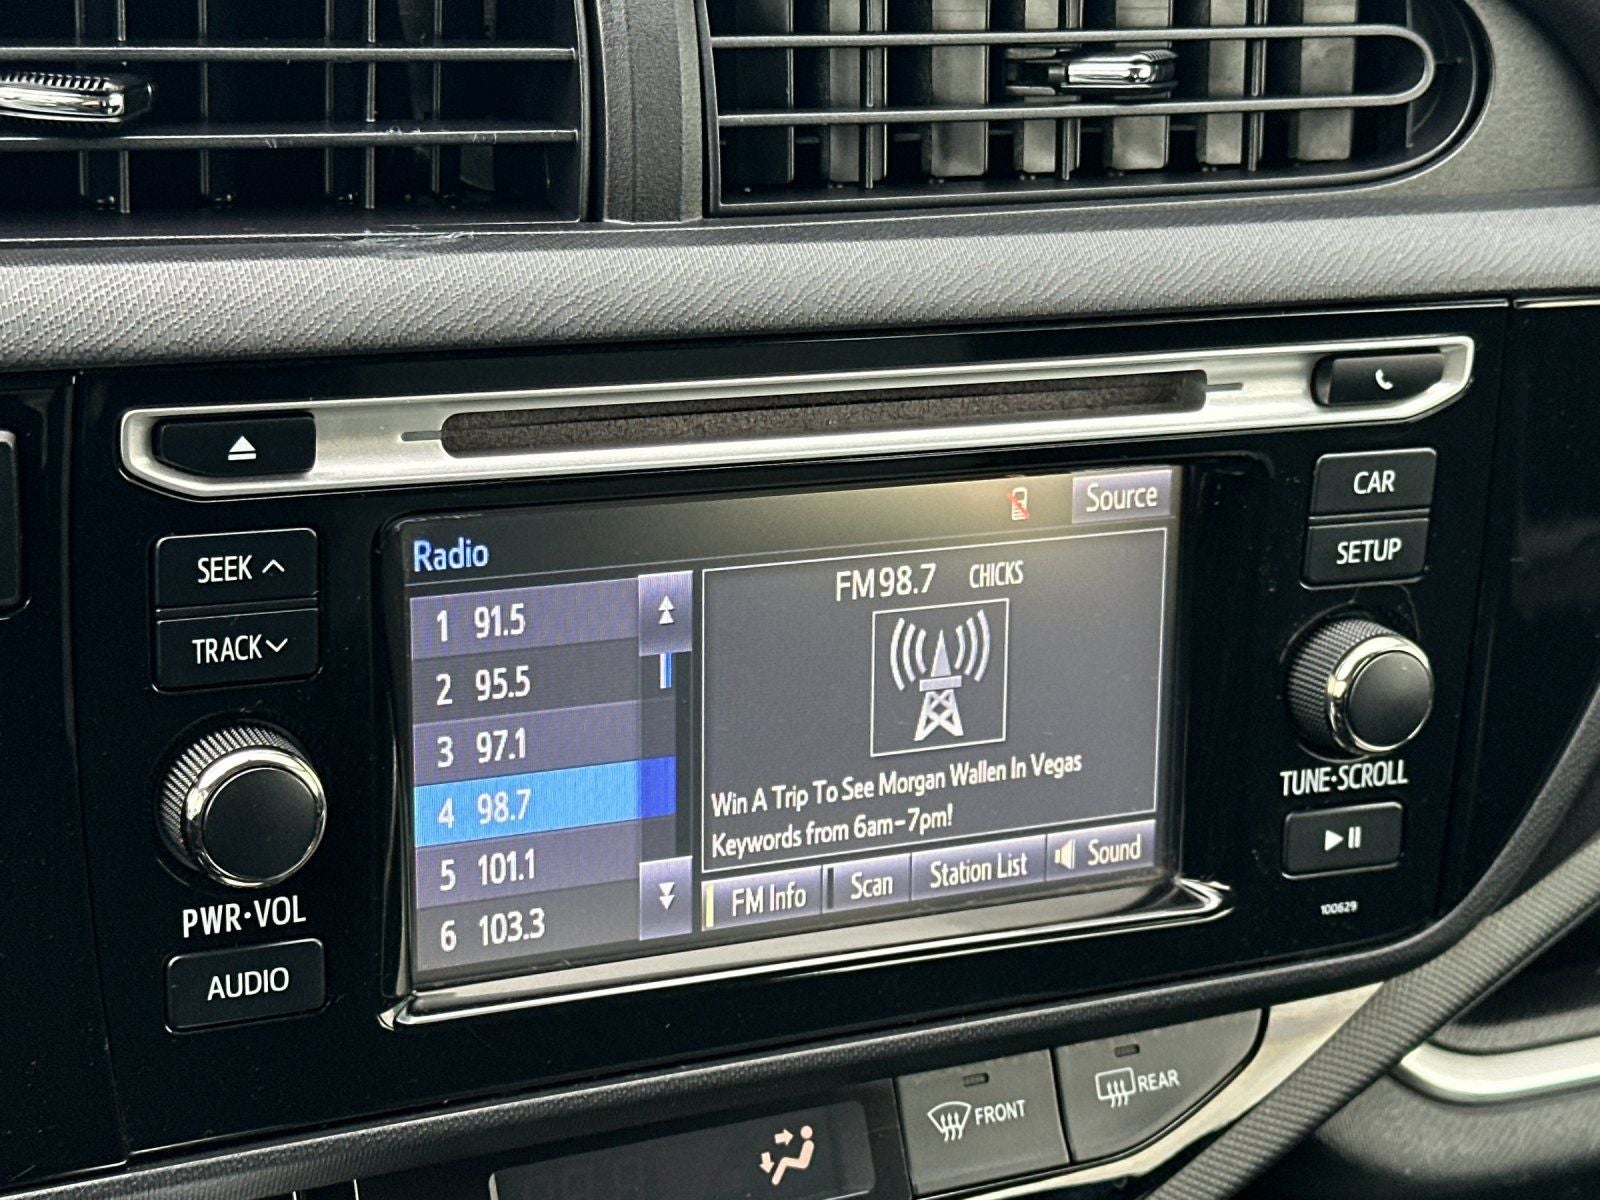 CAR
SETUP
SEEK
TRACK
PWR•VOL
AUDIO
Radio
Source
1 91.5
2 95.5
3 97.1
4 98.7
5 101.1
6 103.3
FM 98.7 CHICKS
Win A Trip To See Morgan Wallen In Vegas
Keywords from 6am-7pm!
FM Info
Scan
Station List
Sound
TUNE•SCROLL
100629
FRONT
REAR